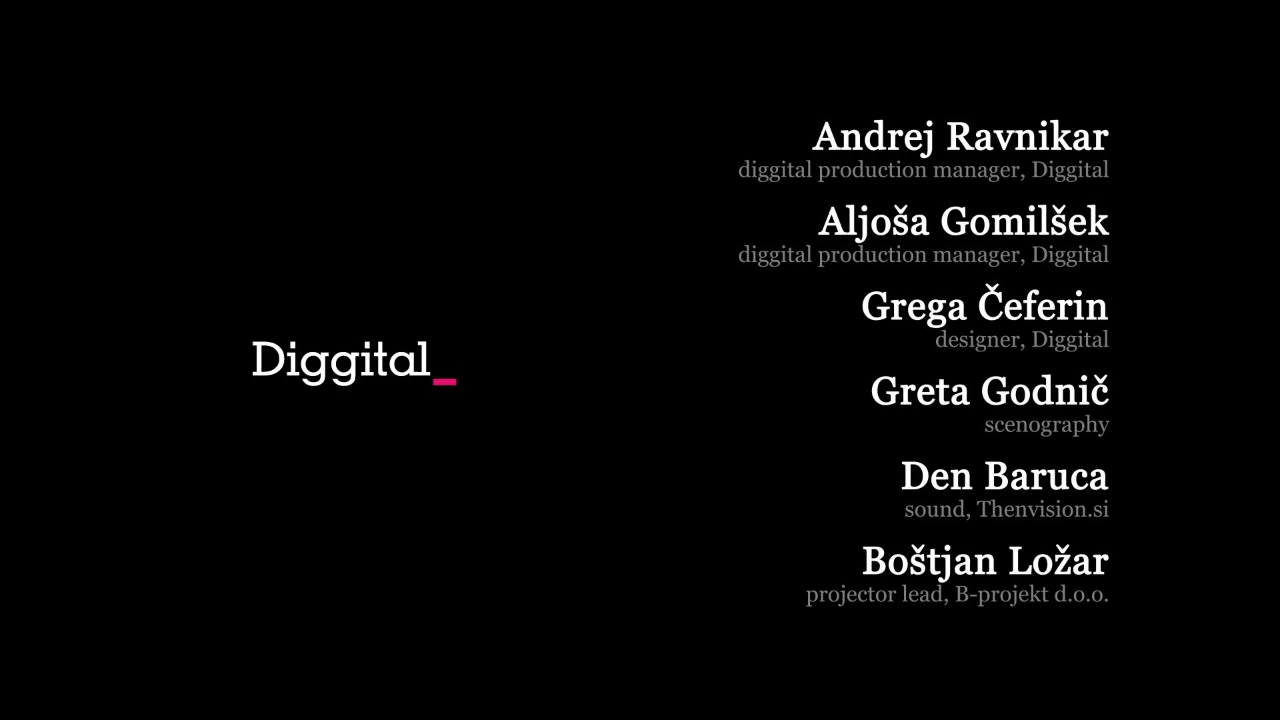 Diggital_
Andrej Ravnikar
diggital production manager, Diggital
Aljoša Gomilšek
diggital production manager, Diggital
Grega Čeferin
designer, Diggital
Greta Godnič
scenography
Den Baruca
sound, Thenvision.si
Boštjan Ložar
projector lead, B-projekt d.o.o.